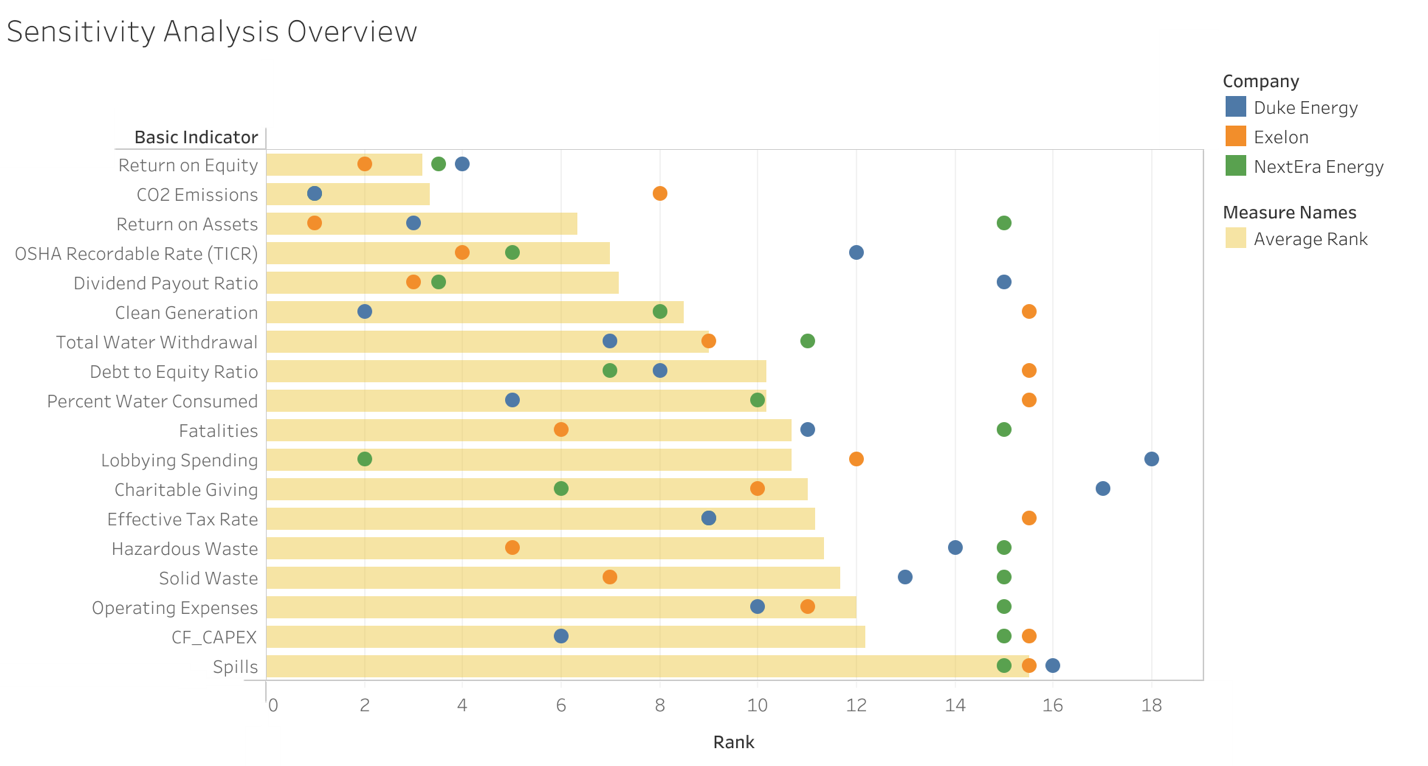 Sensitivity Analysis Overview
Company
Duke Energy
Exelon
NextEra Energy
Measure Names
Average Rank
Basic Indicator
Return on Equity
CO2 Emissions
Return on Assets
OSHA Recordable Rate (TICR)
Dividend Payout Ratio
Clean Generation
Total Water Withdrawal
Debt to Equity Ratio
Percent Water Consumed
Fatalities
Lobbying Spending
Charitable Giving
Effective Tax Rate
Hazardous Waste
Solid Waste
Operating Expenses
CF_CAPEX
Spills
0 2 4 6 8 10 12 14 16 18
Rank